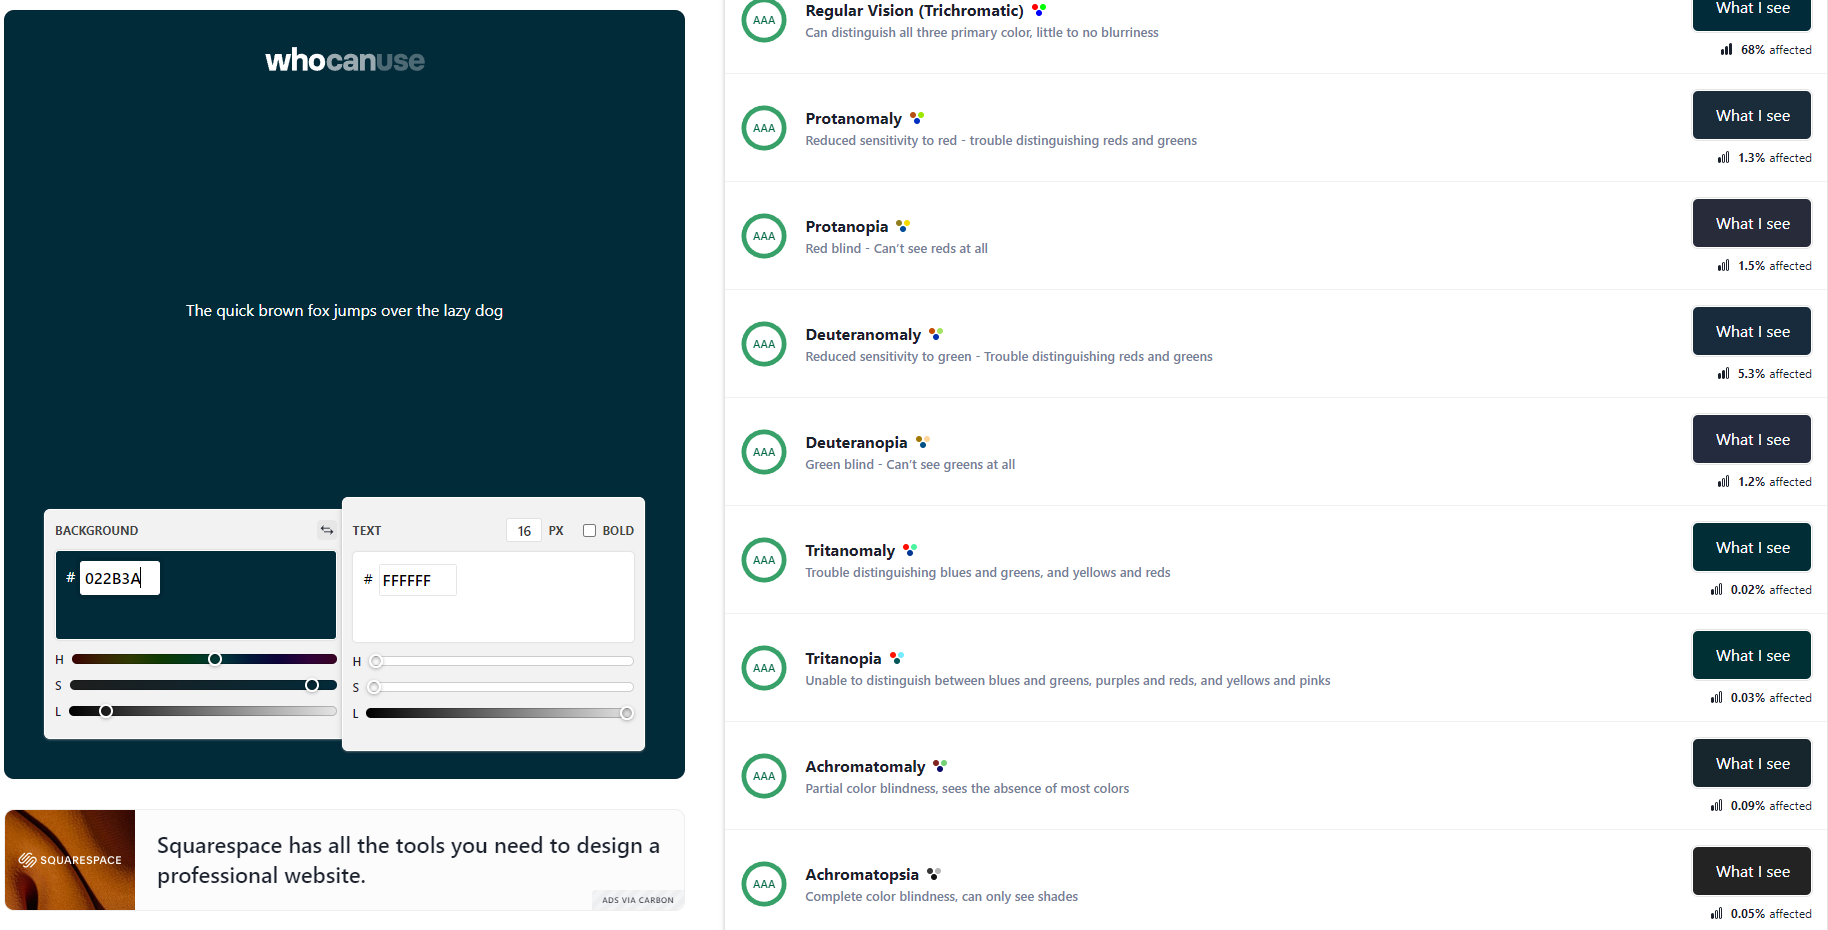 whocanuse
The quick brown fox jumps over the lazy dog
BACKGROUND
# 022B3A
H
S
L
TEXT
16 PX
BOLD
# FFFFFF
H
S
L
SQUARESPACE
Squarespace has all the tools you need to design a
professional website.
ADS VIA CARBON
AAA
Regular Vision (Trichromatic)
Can distinguish all three primary color, little to no blurriness
What I see
68% affected
AAA
Protanomaly
Reduced sensitivity to red - trouble distinguishing reds and greens
What I see
1.3% affected
AAA
Protanopia
Red blind - Can’t see reds at all
What I see
1.5% affected
AAA
Deuteranomaly
Reduced sensitivity to green - Trouble distinguishing reds and greens
What I see
5.3% affected
AAA
Deuteranopia
Green blind - Can’t see greens at all
What I see
1.2% affected
AAA
Tritanomaly
Trouble distinguishing blues and greens, and yellows and reds
What I see
0.02% affected
AAA
Tritanopia
Unable to distinguish between blues and greens, purples and reds, and yellows and pinks
What I see
0.03% affected
AAA
Achromatomaly
Partial color blindness, sees the absence of most colors
What I see
0.09% affected
AAA
Achromatopsia
Complete color blindness, can only see shades
What I see
0.05% affected